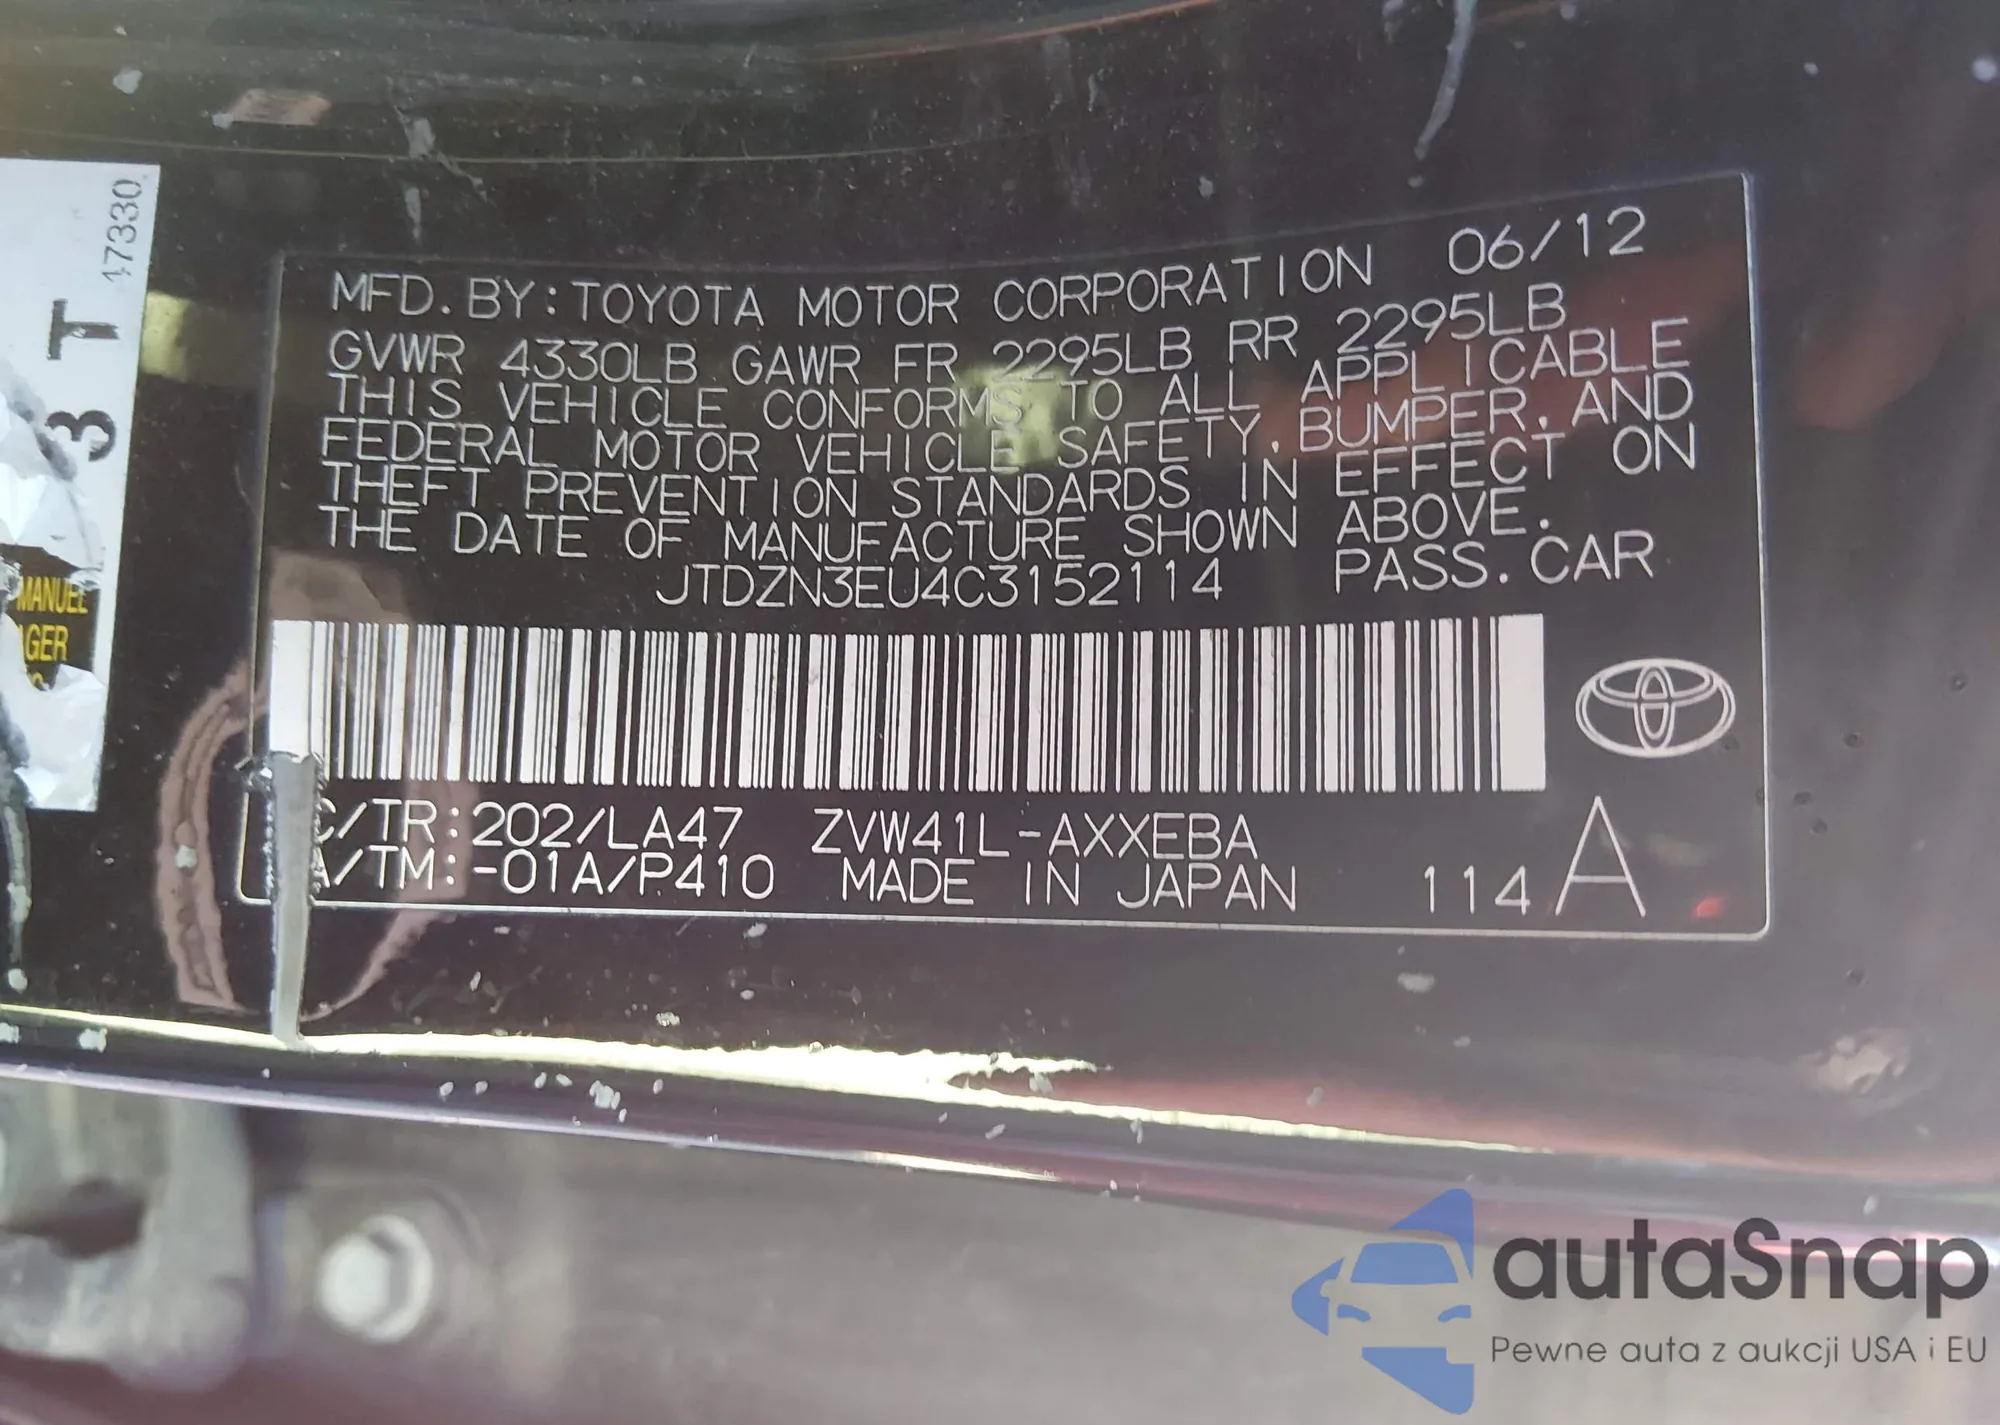 MFD. BY: TOYOTA MOTOR CORPORATION 06/12
GVWR 4330LB GAWR FR 2295LB RR 2295LB
THIS VEHICLE CONFORMS TO ALL APPLICABLE
FEDERAL MOTOR VEHICLE SAFETY, BUMPER, AND
THEFT PREVENTION STANDARDS IN EFFECT ON
THE DATE OF MANUFACTURE SHOWN ABOVE.
JTDZN3EU4C3152114 PASS. CAR
C/TR: 202/LA47 ZVW41L-AXXEBA
A/TM: -01A/P410 MADE IN JAPAN 114 A
3 T
47330
MANUEL
autaSnap
Pewne auta z aukcji USA i EU